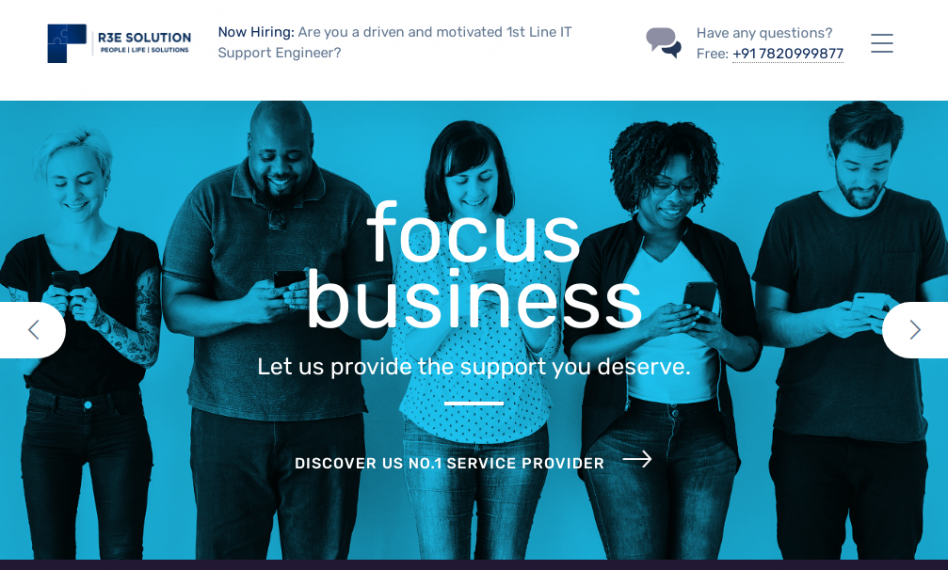 R3E SOLUTION
PEOPLE | LIFE | SOLUTIONS
Now Hiring: Are you a driven and motivated 1st Line IT
Support Engineer?
Have any questions?
Free: +91 7820999877
focus
business
Let us provide the support you deserve.
DISCOVER US NO.1 SERVICE PROVIDER